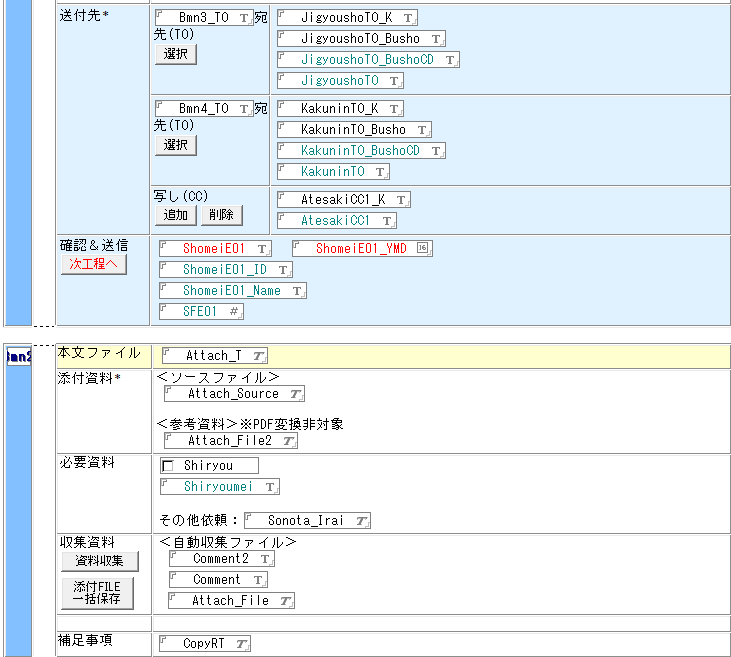 送付先*
Bmn3_TO T 宛
先(TO)
選択
JigyoushoTO_K T
JigyoushoTO_Busho T
JigyoushoTO_BushoCD T
JigyoushoTO T
Bmn4_TO T 宛
先(TO)
選択
KakuninTO_K T
KakuninTO_Busho T
KakuninTO_BushoCD T
KakuninTO T
写し(CC)
追加 削除
AtesakiCC1_K T
AtesakiCC1 T
確認＆送信
次工程へ
ShomeiE01 T ShomeiE01_YMD 16
ShomeiE01_ID T
ShomeiE01_Name T
SFE01 #
Bmn2
本文ファイル Attach_T T
添付資料*
＜ソースファイル＞
Attach_Source T
＜参考資料＞※PDF変換非対象
Attach_File2 T
必要資料
Shiryou
Shiryoumei T
その他依頼： Sonota_Irai T
収集資料
資料収集
添付FILE
一括保存
＜自動収集ファイル＞
Comment2 T
Comment T
Attach_File T
補足事項 CopyRT T